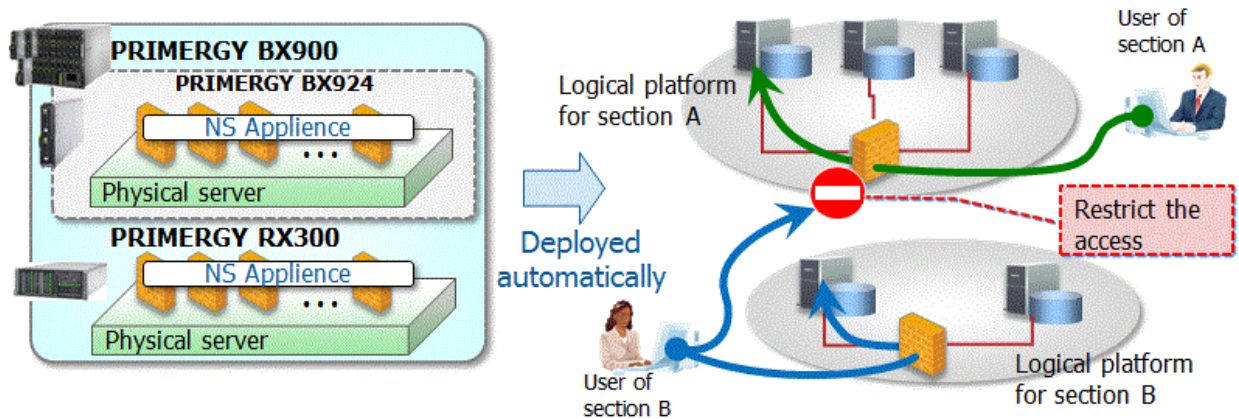 PRIMERGY BX900
PRIMERGY BX924
NS Applience
...
Physical server
PRIMERGY RX300
NS Applience
...
Physical server
Deployed
automatically
Logical platform
for section A
User of
section A
Restrict the
access
User of
section B
Logical platform
for section B